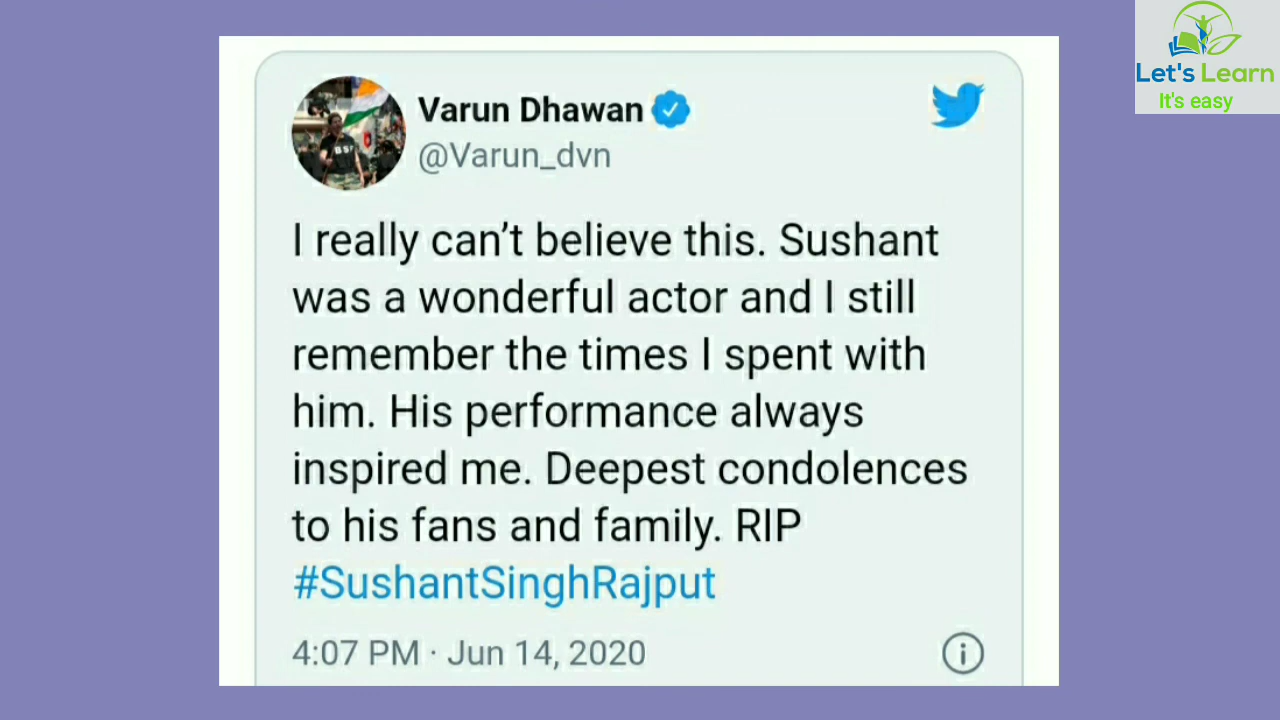 Let's Learn
It's easy
Varun Dhawan
@Varun_dvn
I really can’t believe this. Sushant
was a wonderful actor and I still
remember the times I spent with
him. His performance always
inspired me. Deepest condolences
to his fans and family. RIP
#SushantSinghRajput
4:07 PM · Jun 14, 2020